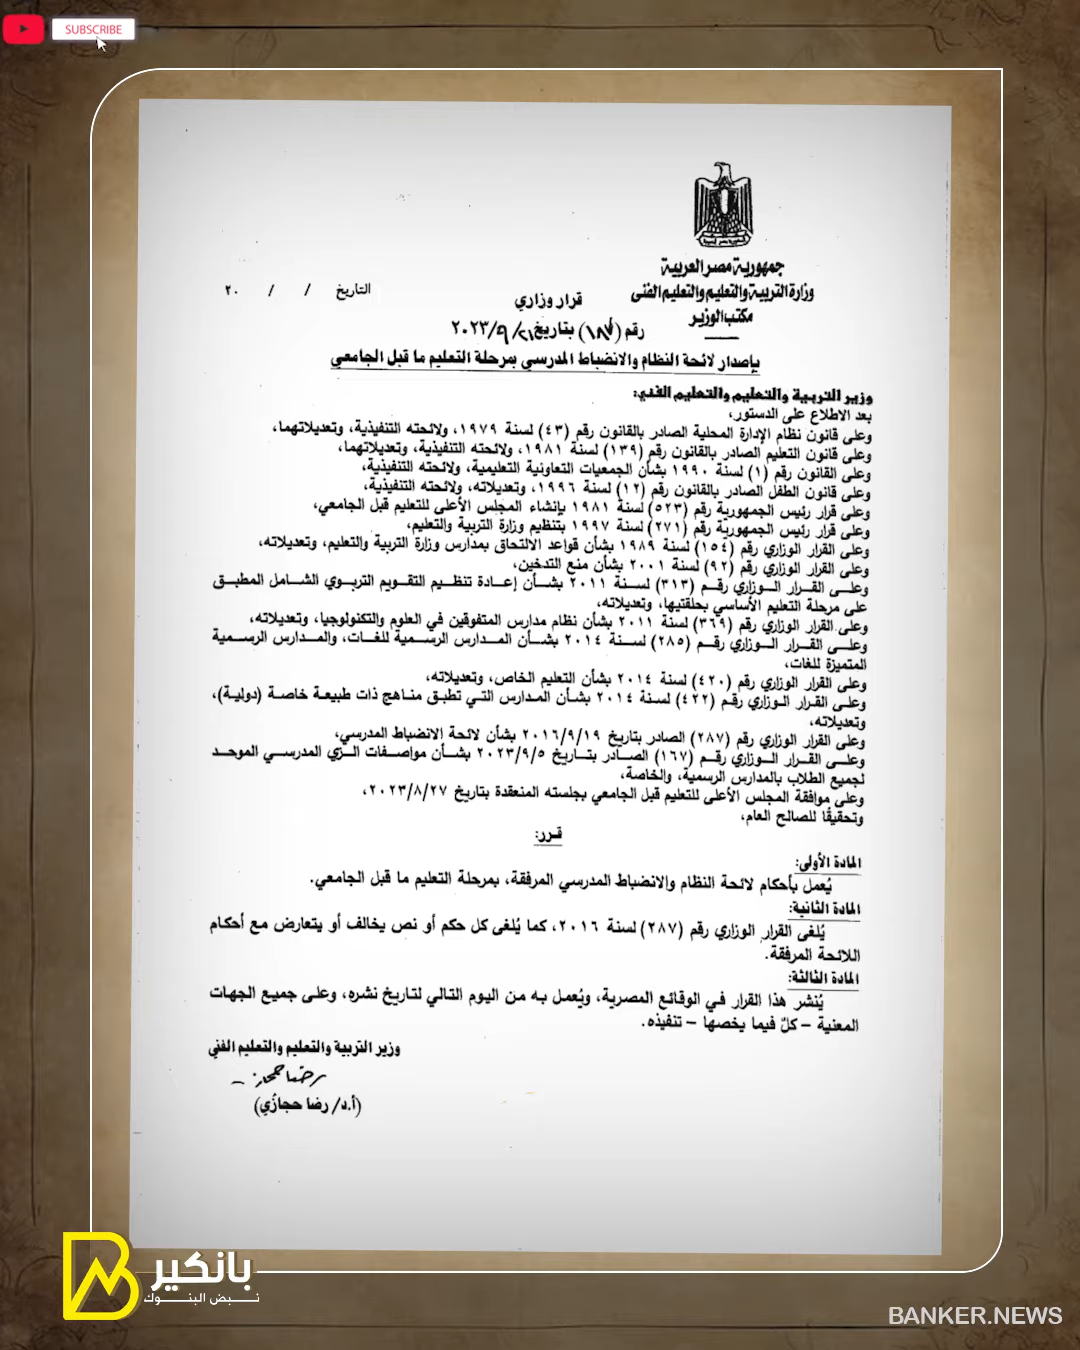 SUBSCRIBE
جمهورية مصر العربية
وزارة التربية والتعليم والتعليم الفنى
مكتب الوزير
التاريخ / / ٢٠
قرار وزاري
رقم (١٨٧) بتاريخ ٢٠٢٣/٩/٢١
بإصدار لائحة النظام والانضباط المدرسي بمرحلة التعليم ما قبل الجامعي
وزير التربية والتعليم والتعليم الفني:
بعد الاطلاع على الدستور،
وعلى قانون نظام الإدارة المحلية الصادر بالقانون رقم (٤٣) لسنة ١٩٧٩، ولائحته التنفيذية، وتعديلاتهما،
وعلى قانون التعليم الصادر بالقانون رقم (١٣٩) لسنة ١٩٨١، ولائحته التنفيذية، وتعديلاتهما،
وعلى القانون رقم (١) لسنة ١٩٩٠ بشأن الجمعيات التعاونية التعليمية، ولائحته التنفيذية،
وعلى قانون الطفل الصادر بالقانون رقم (١٢) لسنة ١٩٩٦، وتعديلاته، ولائحته التنفيذية،
وعلى قرار رئيس الجمهورية رقم (٥٢٣) لسنة ١٩٨١ بإنشاء المجلس الأعلى للتعليم قبل الجامعي،
وعلى قرار رئيس الجمهورية رقم (٢٧١) لسنة ١٩٩٧ بتنظيم وزارة التربية والتعليم،
وعلى القرار الوزاري رقم (١٥٤) لسنة ١٩٨٩ بشأن قواعد الالتحاق بمدارس وزارة التربية والتعليم، وتعديلاته،
وعلى القرار الوزاري رقم (٩٢) لسنة ٢٠٠١ بشأن منع التدخين،
وعلى القرار الوزاري رقم (٣١٣) لسنة ٢٠١١ بشأن إعادة تنظيم التقويم التربوي الشامل المطبق
على مرحلة التعليم الأساسي بحلقتيها، وتعديلاته،
وعلى القرار الوزاري رقم (٣٦٩) لسنة ٢٠١١ بشأن نظام مدارس المتفوقين في العلوم والتكنولوجيا، وتعديلاته،
وعلى القرار الوزاري رقم (٢٨٥) لسنة ٢٠١٤ بشأن المدارس الرسمية للغات، والمدارس الرسمية
المتميزة للغات،
وعلى القرار الوزاري رقم (٤٢٠) لسنة ٢٠١٤ بشأن التعليم الخاص، وتعديلاته،
وعلى القرار الوزاري رقم (٤٢٢) لسنة ٢٠١٤ بشأن المدارس التي تطبق مناهج ذات طبيعة خاصة (دولية)،
وتعديلاته،
وعلى القرار الوزاري رقم (٢٨٧) الصادر بتاريخ ٢٠١٦/٩/١٩ بشأن لائحة الانضباط المدرسي،
وعلى القرار الوزاري رقم (١٦٧) الصادر بتاريخ ٢٠٢٣/٩/٥ بشأن مواصفات الزي المدرسي الموحد
لجميع الطلاب بالمدارس الرسمية، والخاصة،
وعلى موافقة المجلس الأعلى للتعليم قبل الجامعي بجلسته المنعقدة بتاريخ ٢٠٢٣/٨/٢٧،
وتحقيقًا للصالح العام،
قرر:
المادة الأولى:
يُعمل بأحكام لائحة النظام والانضباط المدرسي المرفقة، بمرحلة التعليم ما قبل الجامعي.
المادة الثانية:
يُلغى القرار الوزاري رقم (٢٨٧) لسنة ٢٠١٦، كما يُلغى كل حكم أو نص يخالف أو يتعارض مع أحكام
اللائحة المرفقة.
المادة الثالثة:
يُنشر هذا القرار في الوقائع المصرية، ويُعمل به من اليوم التالي لتاريخ نشره، وعلى جميع الجهات
المعنية – كلٌ فيما يخصها – تنفيذه.
وزير التربية والتعليم والتعليم الفني
رضا حجازي
(أ.د/ رضا حجازي)
بانكير
نبض البنوك
BANKER.NEWS